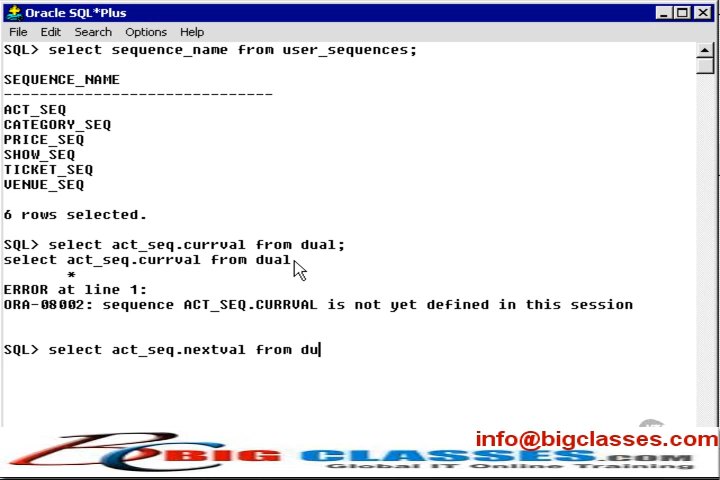 Oracle SQL*Plus
File Edit Search Options Help
SQL> select sequence_name from user_sequences;
SEQUENCE_NAME
------------------------------
ACT_SEQ
CATEGORY_SEQ
PRICE_SEQ
SHOW_SEQ
TICKET_SEQ
VENUE_SEQ
6 rows selected.
SQL> select act_seq.currval from dual;
select act_seq.currval from dual
*
ERROR at line 1:
ORA-08002: sequence ACT_SEQ.CURRVAL is not yet defined in this session
SQL> select act_seq.nextval from du
info@bigclasses.com
BIG CLASSES.COM
Global IT Online Training